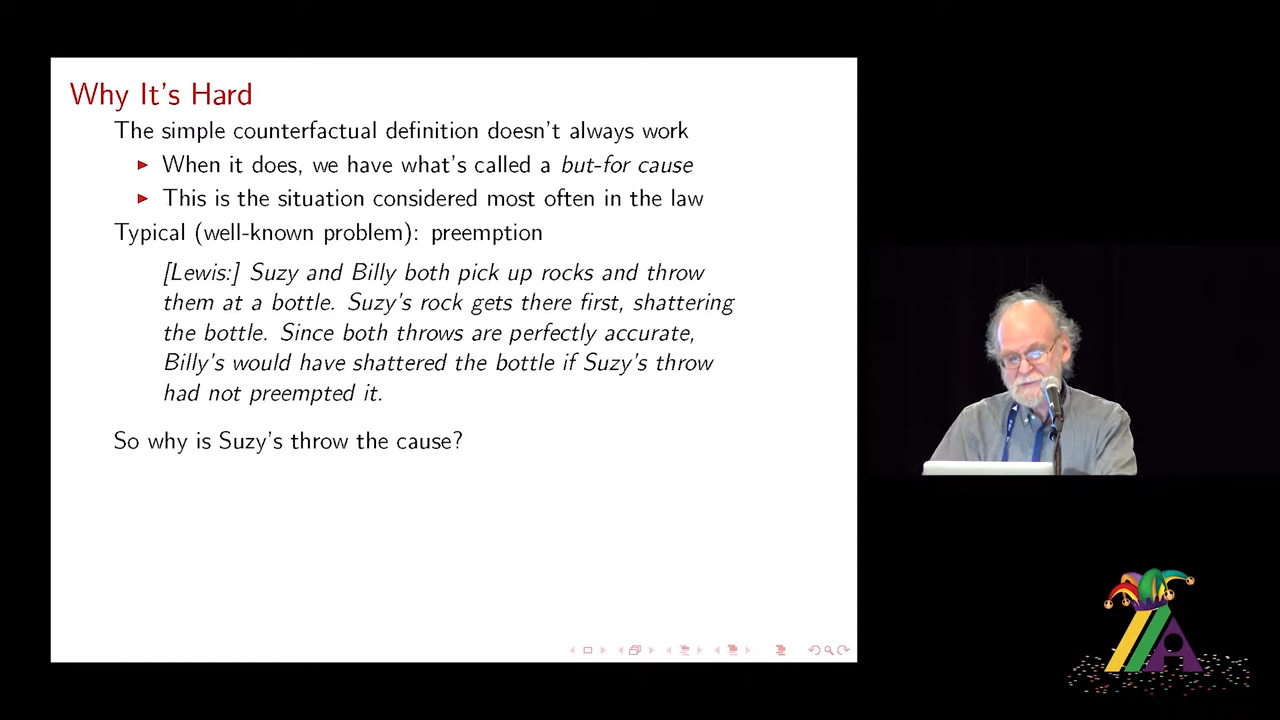 Why It's Hard
The simple counterfactual definition doesn't always work
When it does, we have what's called a but-for cause
This is the situation considered most often in the law
Typical (well-known problem): preemption
[Lewis:] Suzy and Billy both pick up rocks and throw
them at a bottle. Suzy's rock gets there first, shattering
the bottle. Since both throws are perfectly accurate,
Billy's would have shattered the bottle if Suzy's throw
had not preempted it.
So why is Suzy's throw the cause?